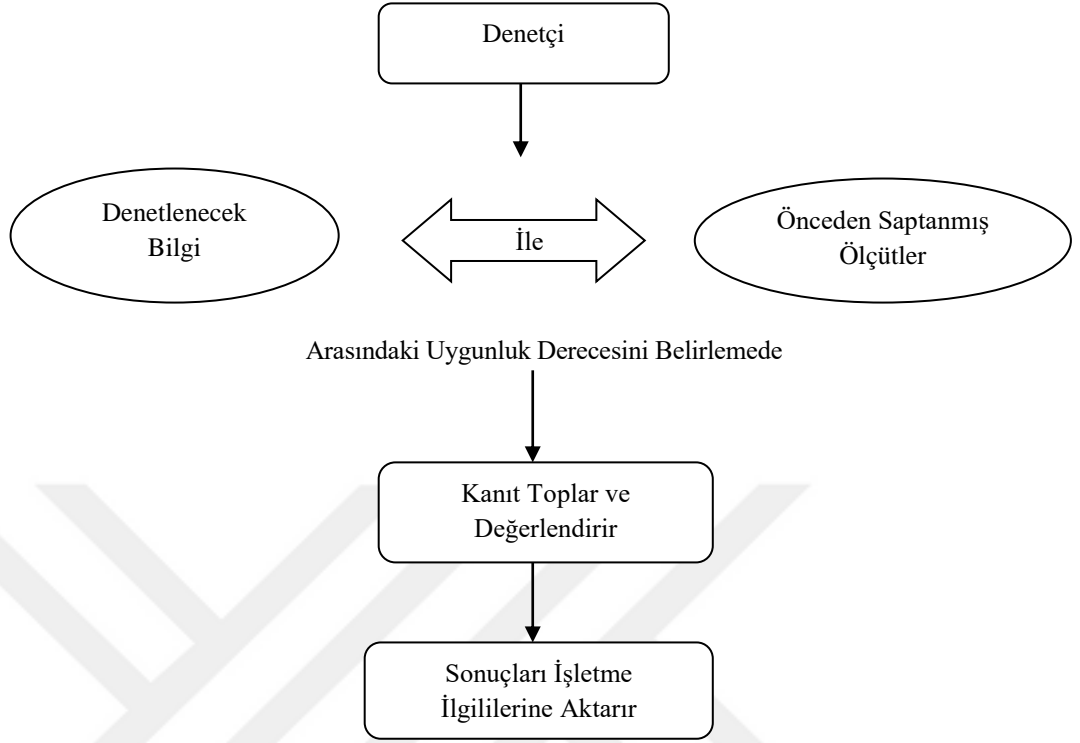 Denetçi
Denetlenecek
Bilgi
İle
Önceden Saptanmış
Ölçütler
Arasındaki Uygunluk Derecesini Belirlemede
Kanıt Toplar ve
Değerlendirir
Sonuçları İşletme
İlgililerine Aktarır